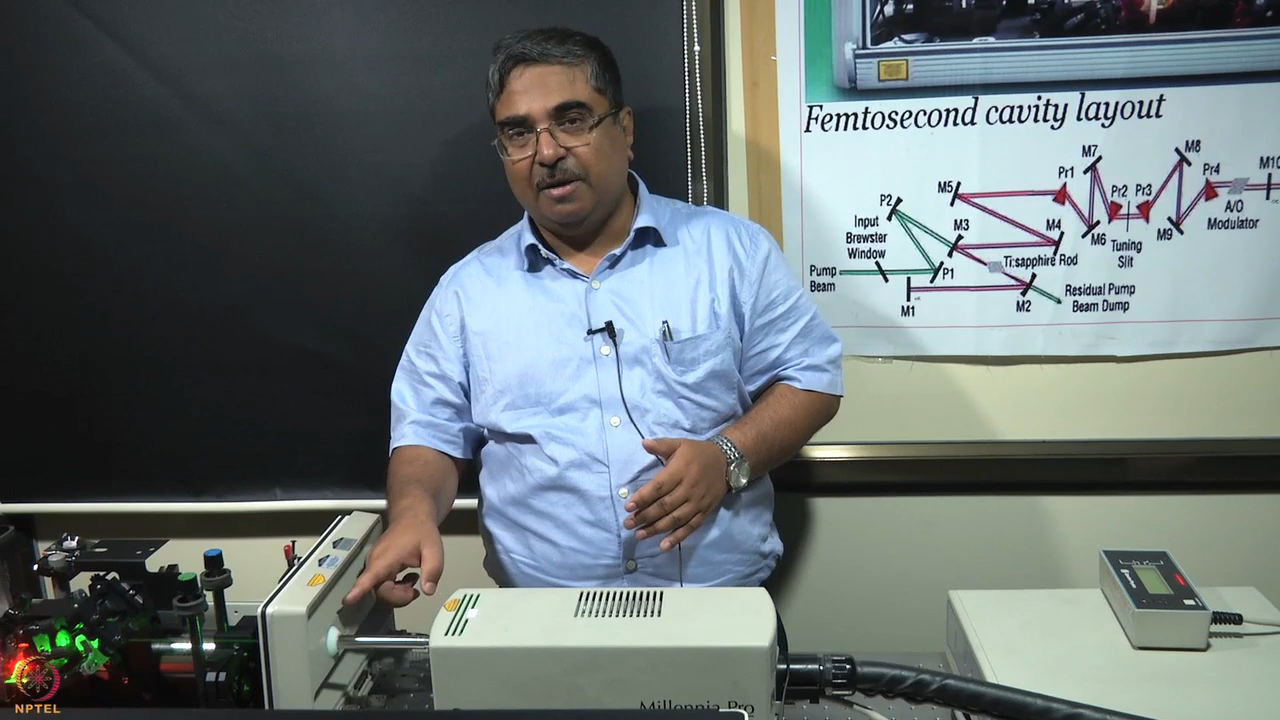 Femtosecond cavity layout
M7
M8
Pr1
Pr4
M10
M5
Pr2
Pr3
P2
A/O
Modulator
Input
Brewster
Window
M3
M4
M6
Tuning
Slit
M9
Ti:sapphire Rod
Pump
Beam
P1
Residual Pump
Beam Dump
M1
M2
Millennia Pro
NPTEL